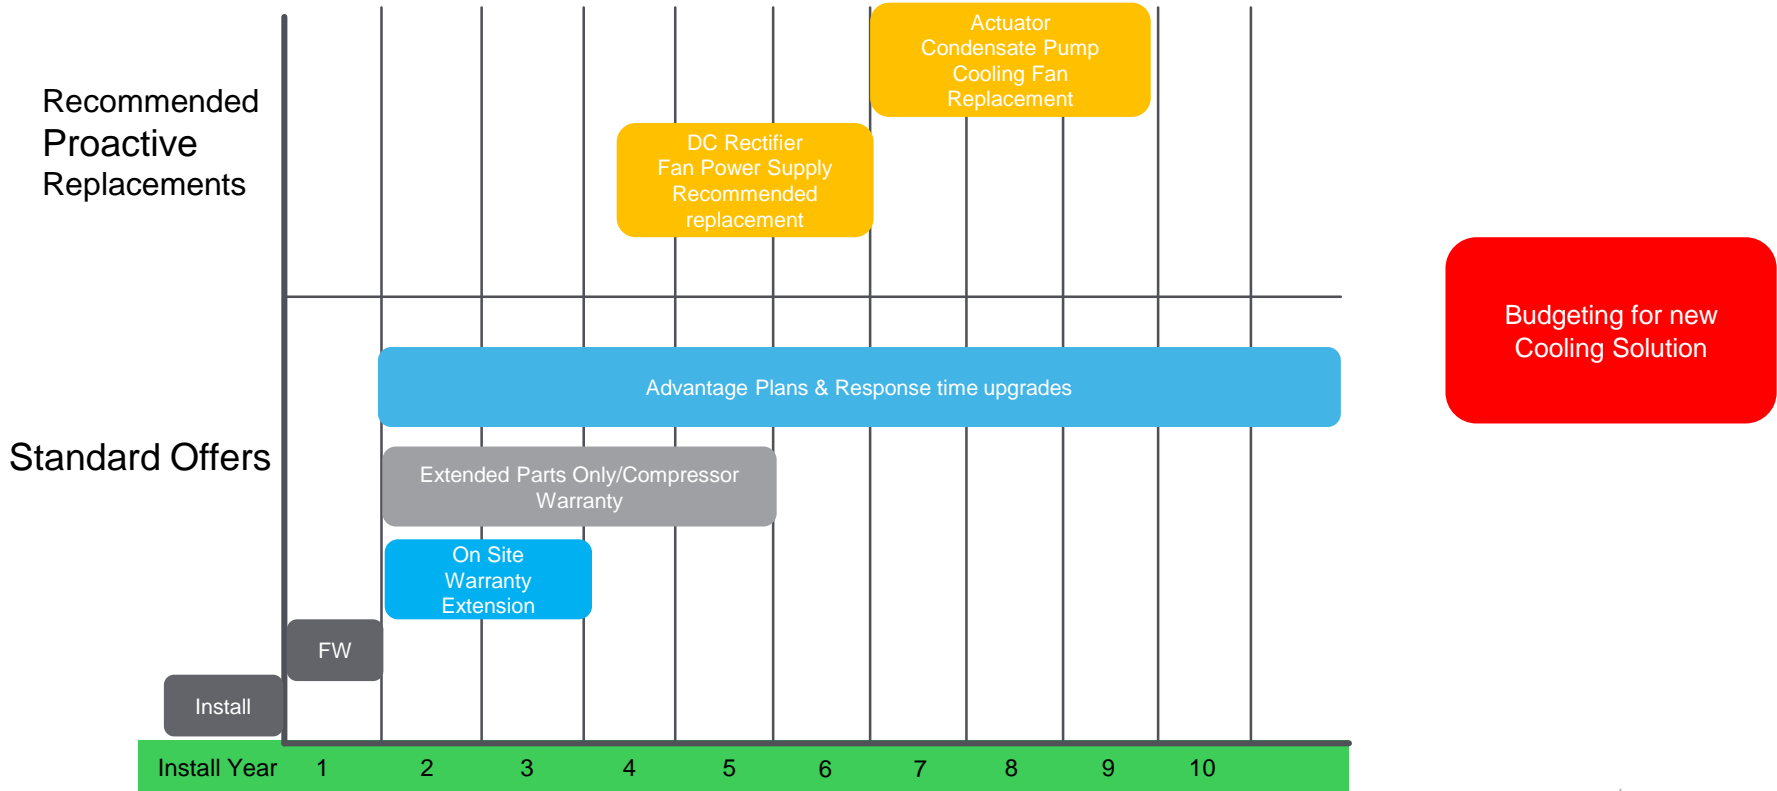 Actuator
Condensate Pump
Cooling Fan
Replacement
Recommended
Proactive
Replacements
DC Rectifier
Fan Power Supply
Recommended
replacement
Budgeting for new
Cooling Solution
Advantage Plans & Response time upgrades
Standard Offers
Extended Parts Only/Compressor
Warranty
On Site
Warranty
Extension
FW
Install
Install Year 1 2 3 4 5 6 7 8 9 10